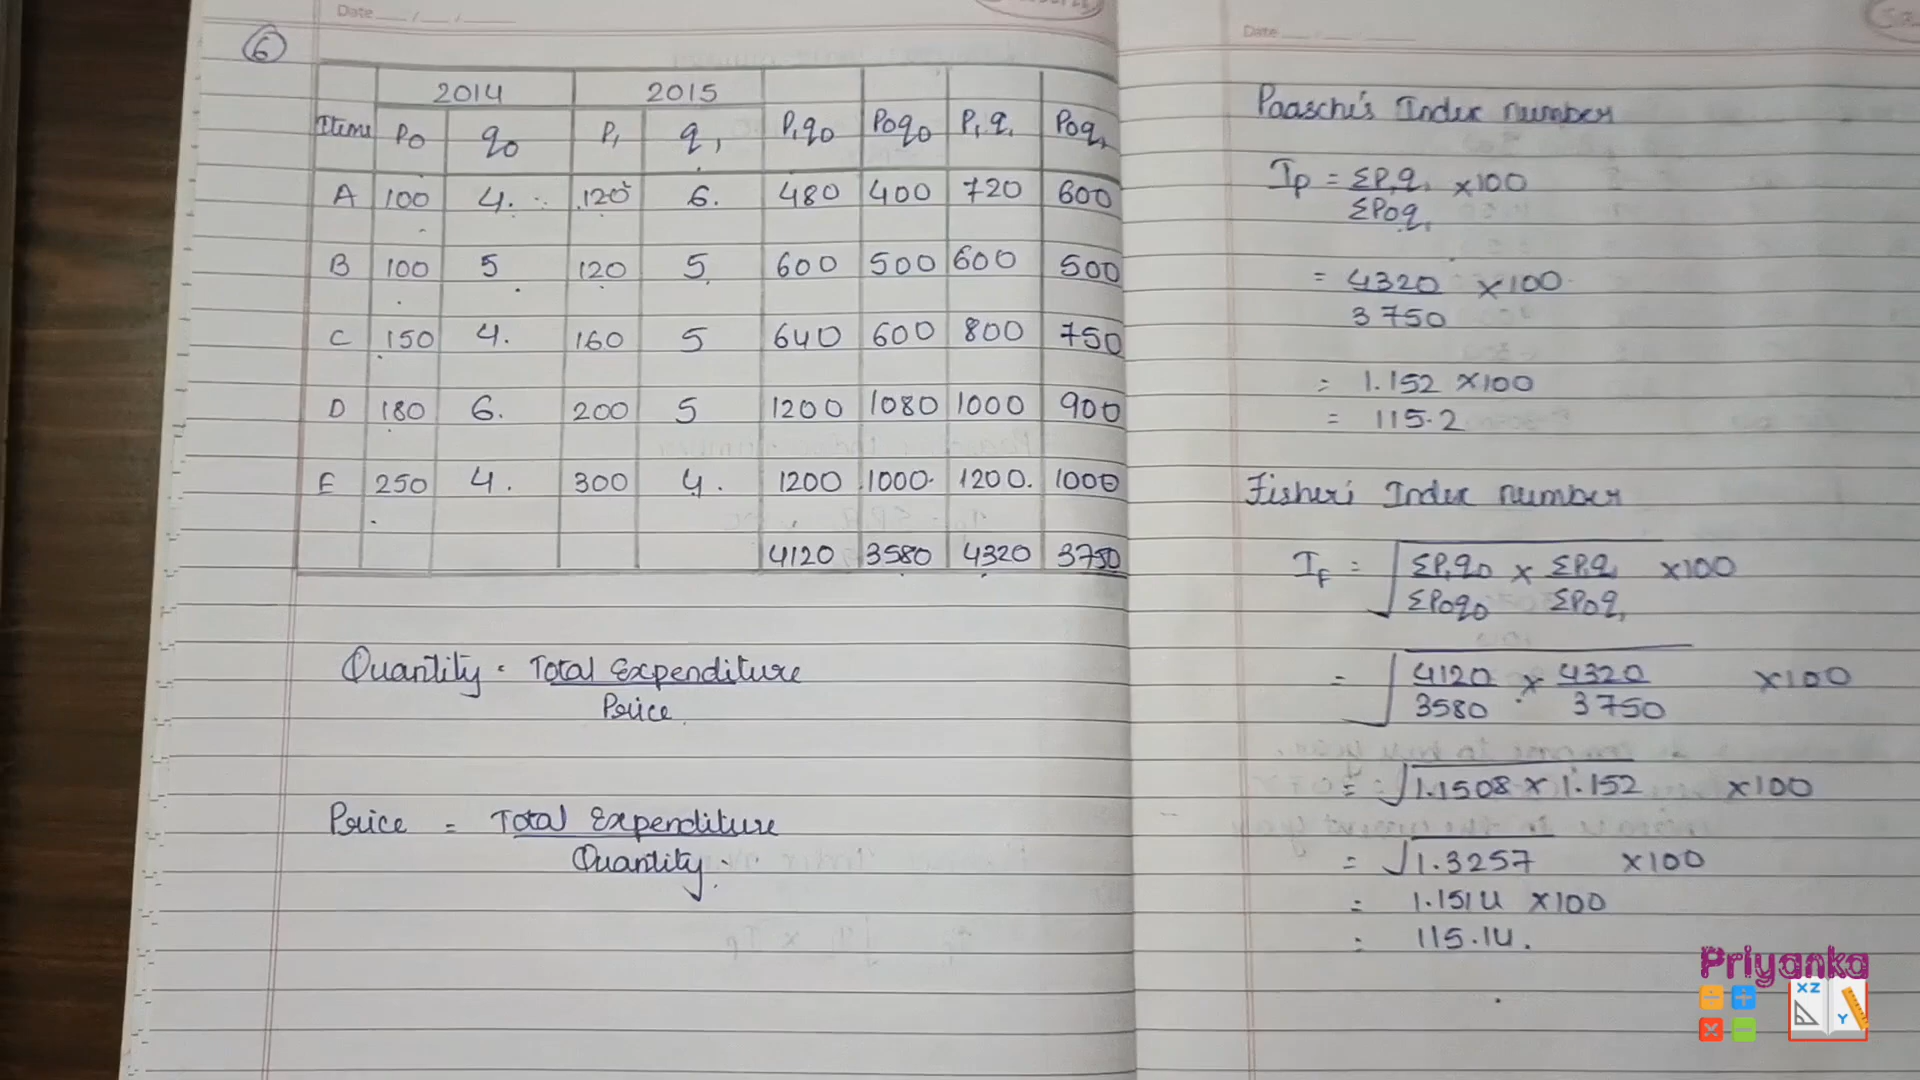 Date
6
2014 2015
Items P0 q0 P1 q1 P1q0 P0q0 P1q1 P0q1
A 100 4. 120 6. 480 400 720 600
B 100 5 120 5 600 500 600 500
C 150 4. 160 5 640 600 800 750
D 180 6. 200 5 1200 1080 1000 900
E 250 4. 300 4. 1200 1000. 1200. 1000
4120 3580 4320 3750
Quantity = Total Expenditure
Price
Price = Total Expenditure
Quantity.
Date
Paasche's Index number
Ip = ΣP1q1 x100
ΣP0q1
= 4320 x100
3750
= 1.152 x100
= 115.2
Fisher's Index number
IF = √ ΣP1q0 x ΣP1q1 x100
ΣP0q0 ΣP0q1
= √ 4120 x 4320 x100
3580 3750
= √1.1508 x 1.152 x100
= √1.3257 x100
= 1.1514 x100
= 115.14.
Priyanka
XZ
Y